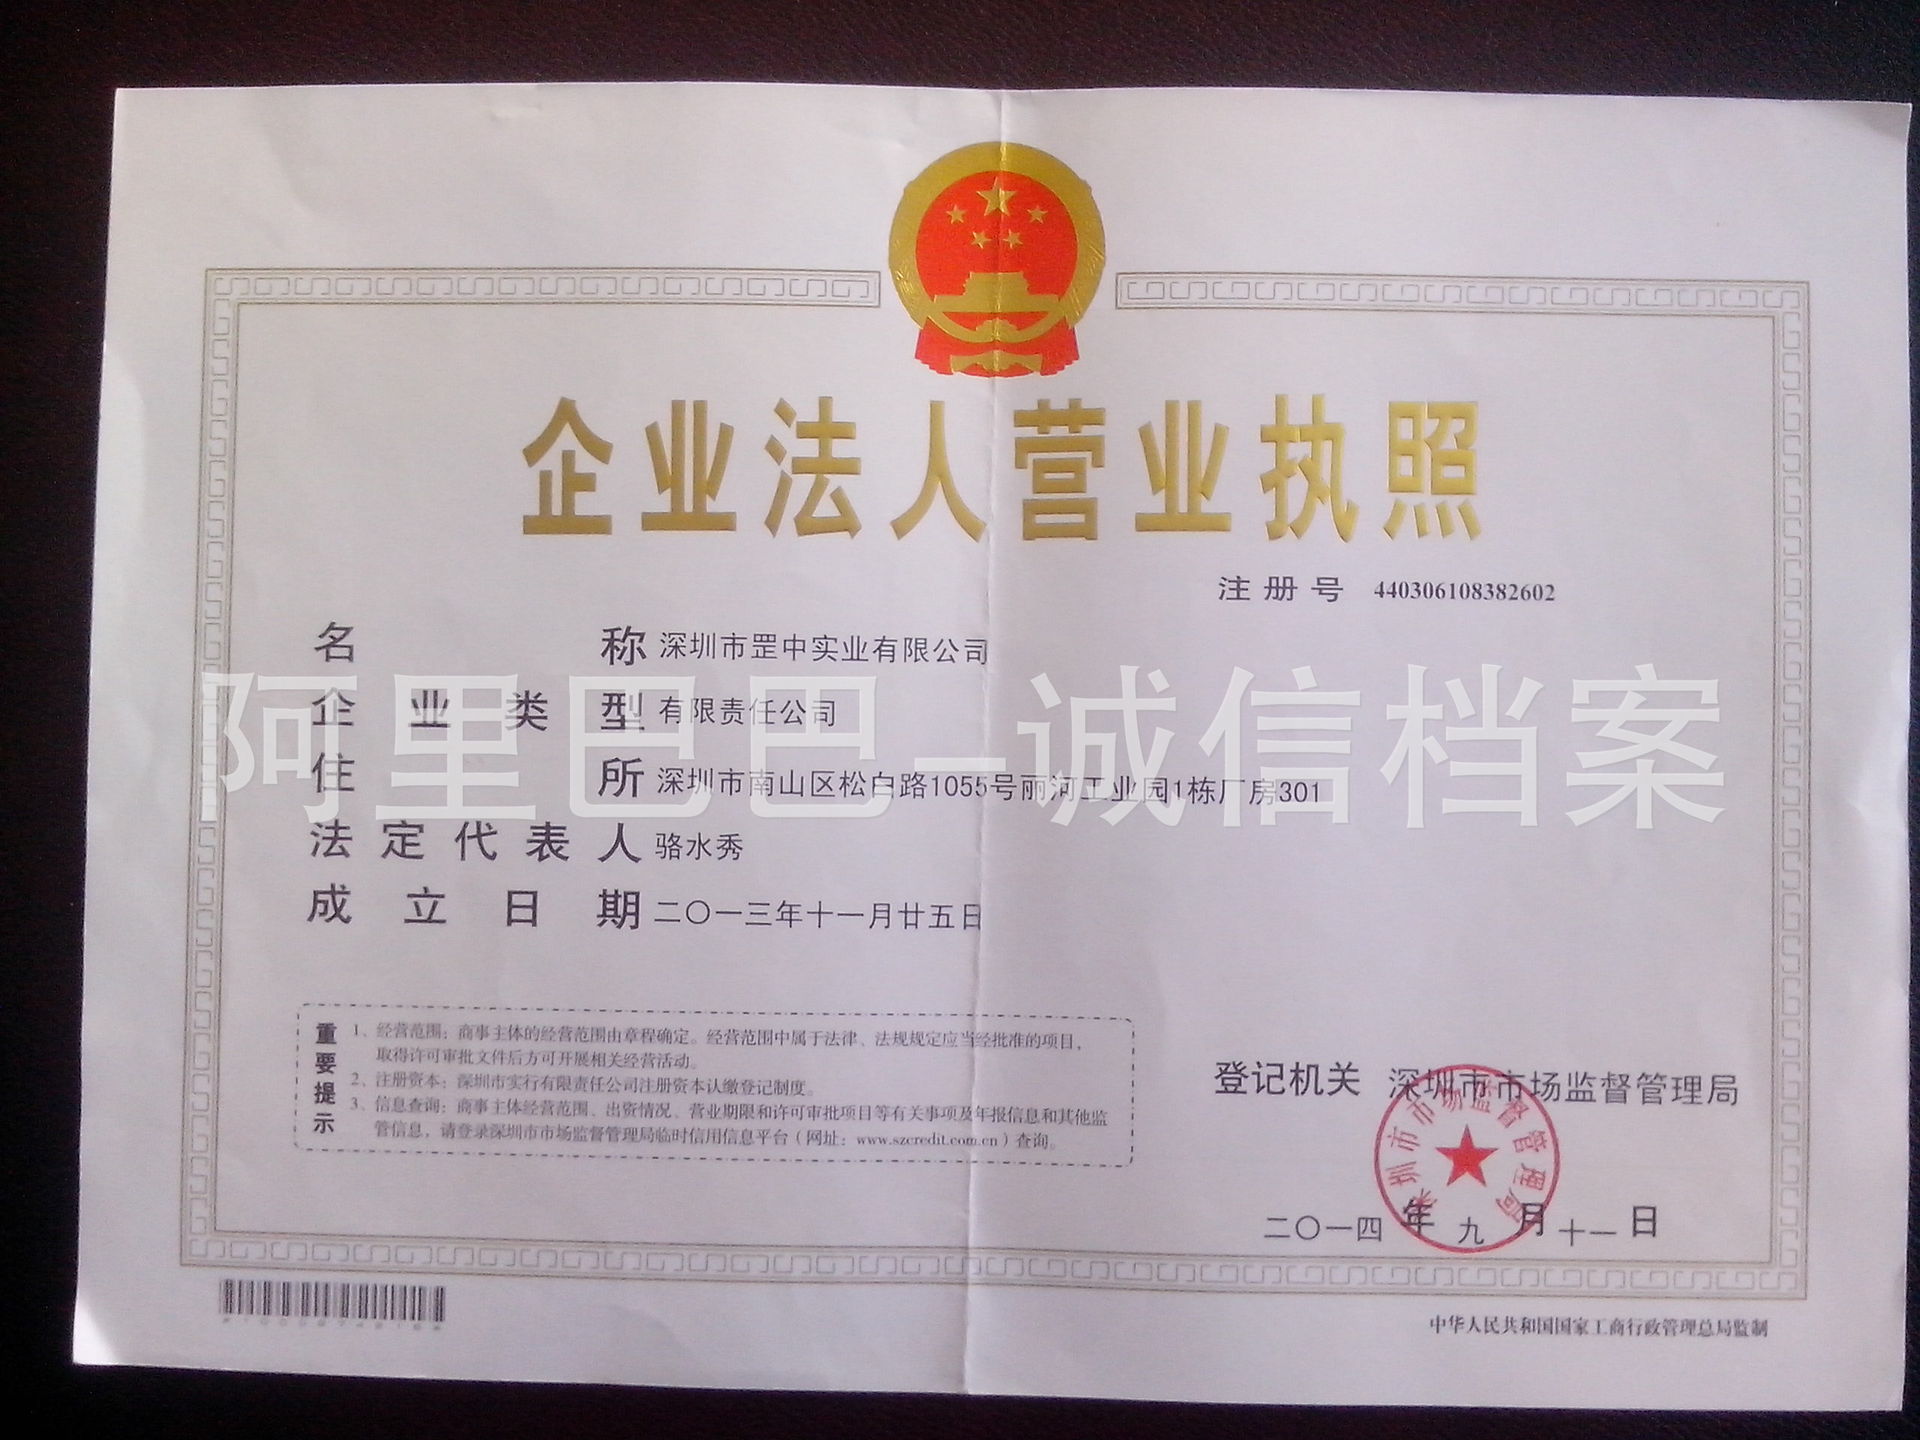 企业法人营业执照
注册号 440306108382602
名称 深圳市罡中实业有限公司
企业类型 有限责任公司
阿里巴巴-诚信档案
住所 深圳市南山区松白路1055号丽河工业园1栋厂房301
法定代表人 骆水秀
成立日期 二〇一三年十一月廿五日
重要提示
1、经营范围:商事主体的经营范围由章程确定。经营范围中属于法律、法规规定应当经批准的项目,
取得许可审批文件后方可开展相关经营活动。
2、注册资本:深圳市实行有限责任公司注册资本认缴登记制度。
3、信息查询:商事主体经营范围、出资情况、营业期限和许可审批项目等有关事项及年报信息和其他监
管信息,请登录深圳市市场监督管理局临时信用信息平台(网址:www.szcredit.com.cn)查询。
登记机关 深圳市市场监督管理局
深圳市市场监督管理局
二〇一四年九月十一日
中华人民共和国国家工商行政管理总局监制